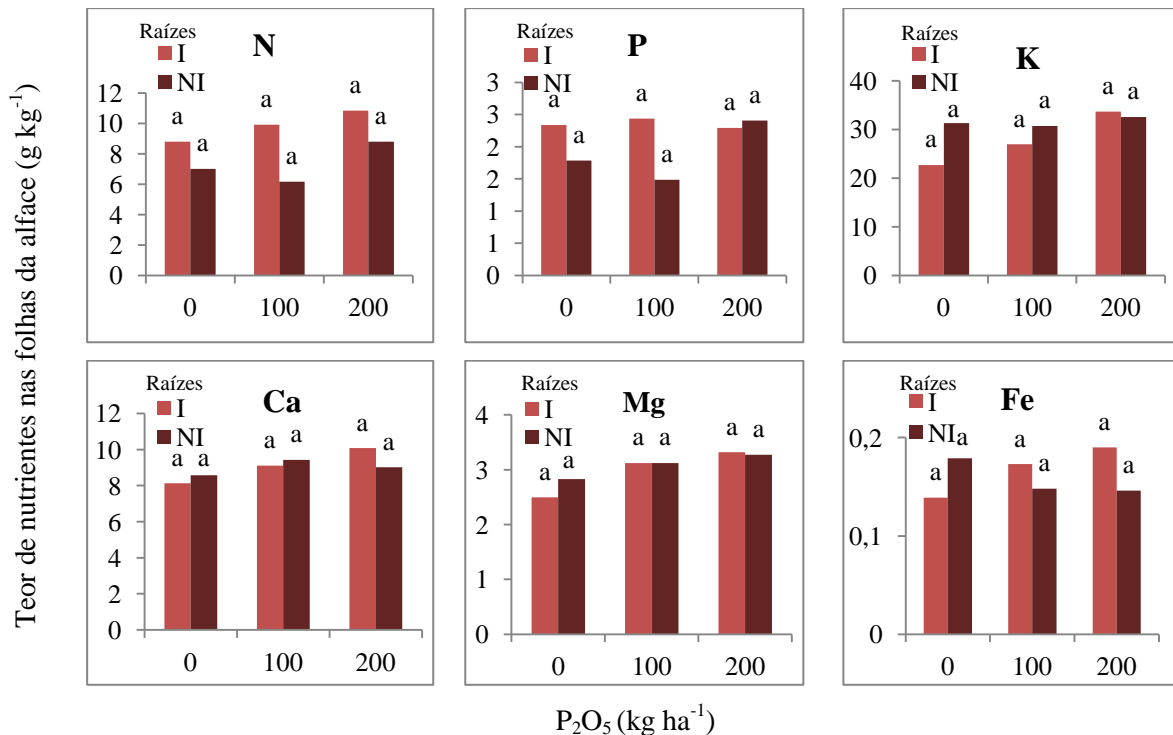 Teor de nutrientes nas folhas da alface (g kg⁻¹)
Raízes
I
NI
N
12
10
8
6
4
2
0
a a
a a
a a
0 100 200
Raízes
I
NI
P
3
3
2
2
1
1
0
a a
a a
a a
0 100 200
Raízes
I
NI
K
40
30
20
10
0
a a
a a
a a
0 100 200
Raízes
I
NI
Ca
12
10
8
6
4
2
0
a a
a a
a a
0 100 200
Raízes
I
NI
Mg
4
3
2
1
0
a a
a a
a a
0 100 200
Raízes
I
NI
Fe
0,2
0,1
0
a a
a a
a a
0 100 200
P₂O₅ (kg ha⁻¹)